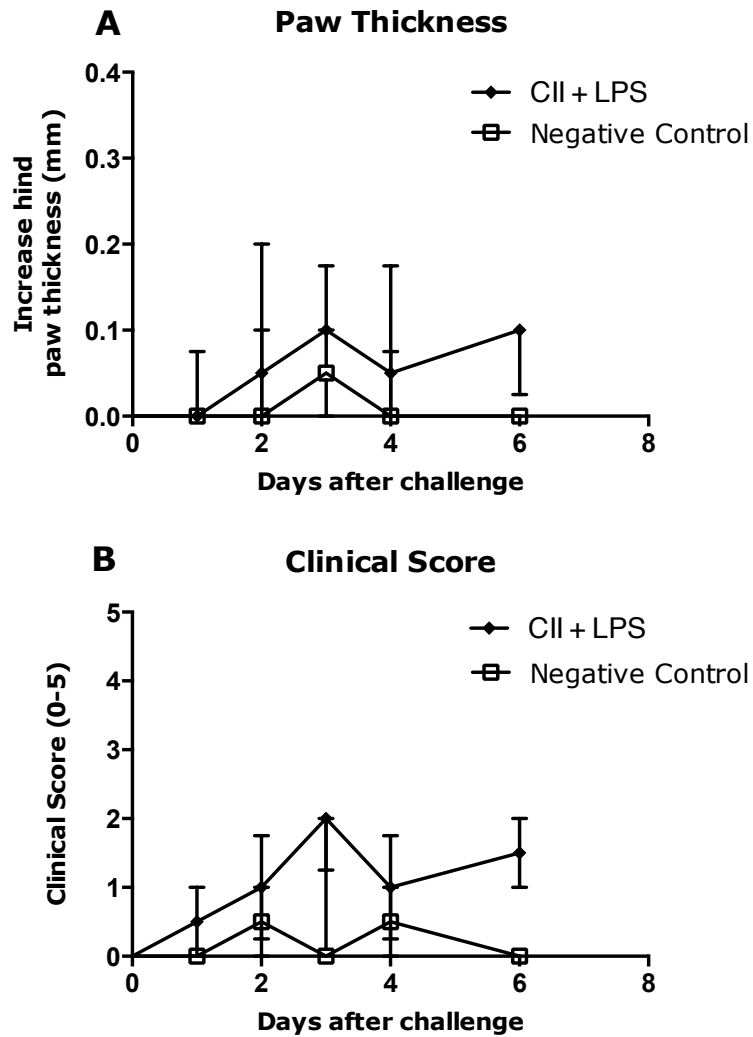 A
Paw Thickness
0.4
0.3
0.2
0.1
0.0
Increase hind
paw thickness (mm)
CII + LPS
Negative Control
0
2
4
6
8
Days after challenge
B
Clinical Score
5
4
3
2
1
0
Clinical Score (0-5)
CII + LPS
Negative Control
0
2
4
6
8
Days after challenge